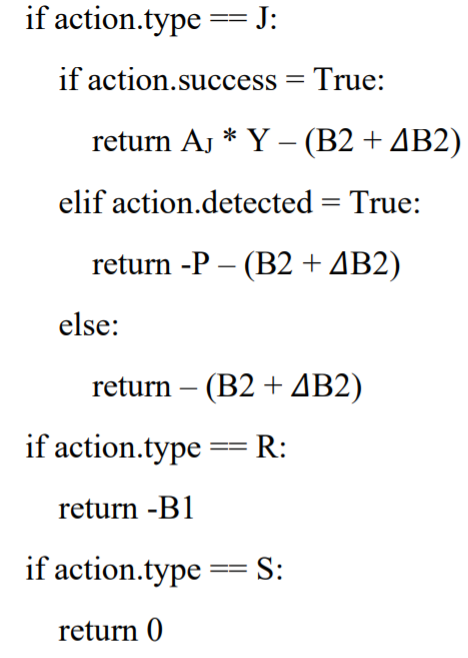 if action.type == J:
if action.success = True:
return AJ * Y – (B2 + ΔB2)
elif action.detected = True:
return -P – (B2 + ΔB2)
else:
return – (B2 + ΔB2)
if action.type == R:
return -B1
if action.type == S:
return 0